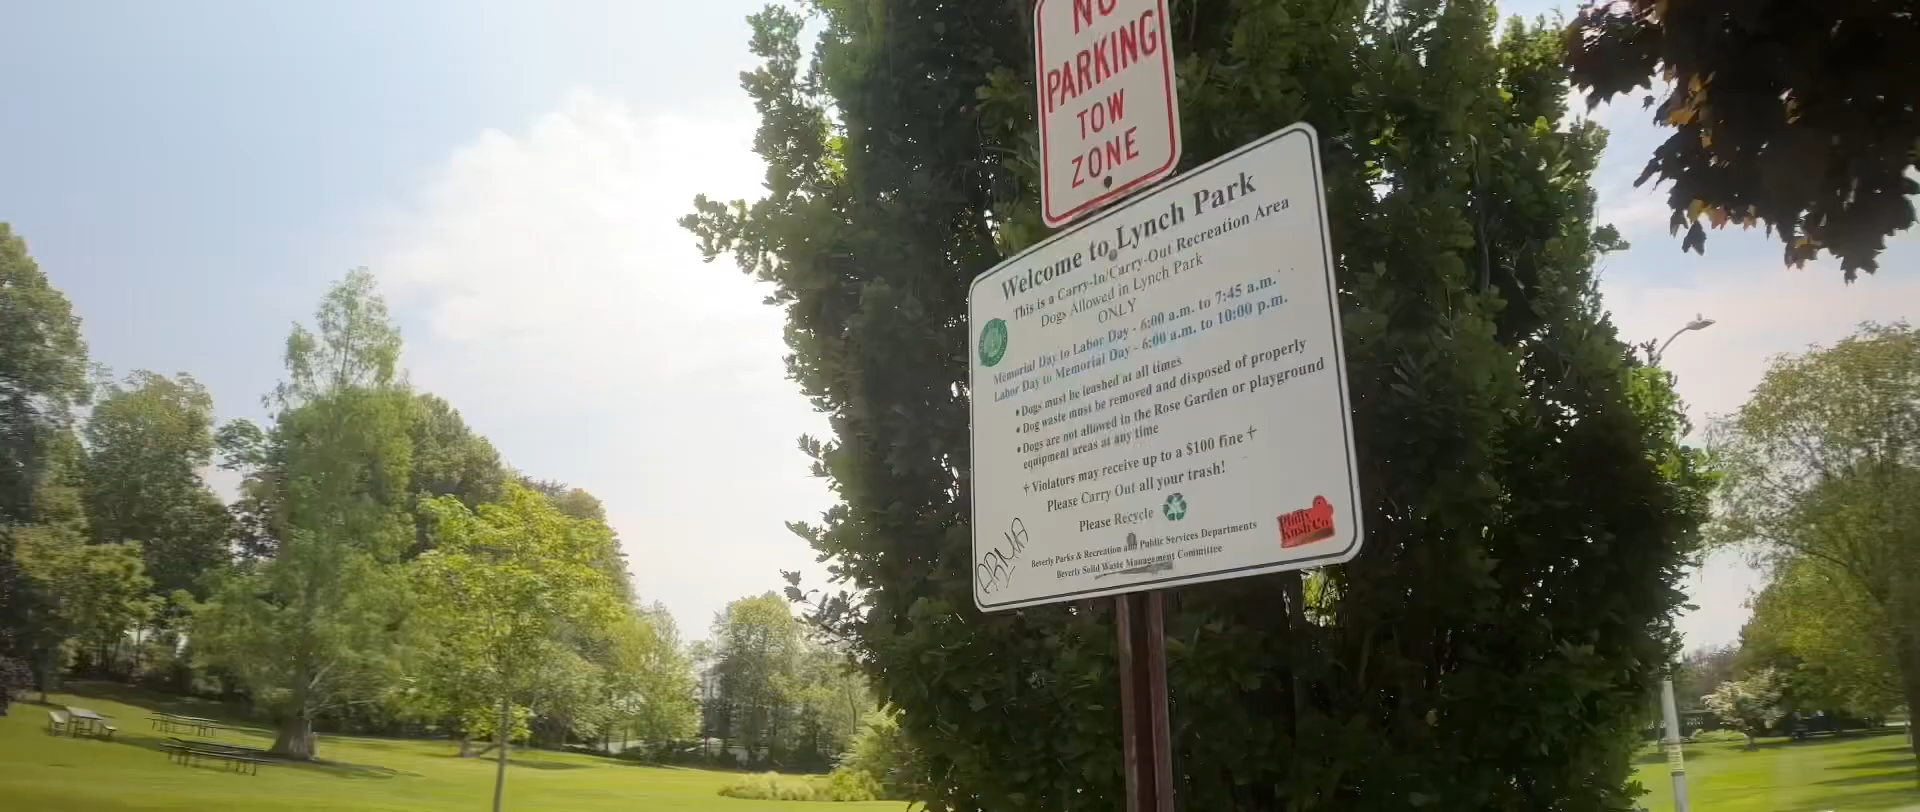 NO
PARKING
TOW
ZONE
Welcome to Lynch Park
This is a Carry-In/Carry-Out Recreation Area
Dogs Allowed in Lynch Park
ONLY
Memorial Day to Labor Day - 6:00 a.m. to 7:45 a.m.
Labor Day to Memorial Day - 6:00 a.m. to 10:00 p.m.
• Dogs must be leashed at all times
• Dog waste must be removed and disposed of properly
• Dogs are not allowed in the Rose Garden or playground
equipment areas at any time
† Violators may receive up to a $100 fine †
Please Carry Out all your trash!
Please Recycle
Beverly Parks & Recreation and Public Services Departments
Beverly Solid Waste Management Committee
Philly
Kush Co.